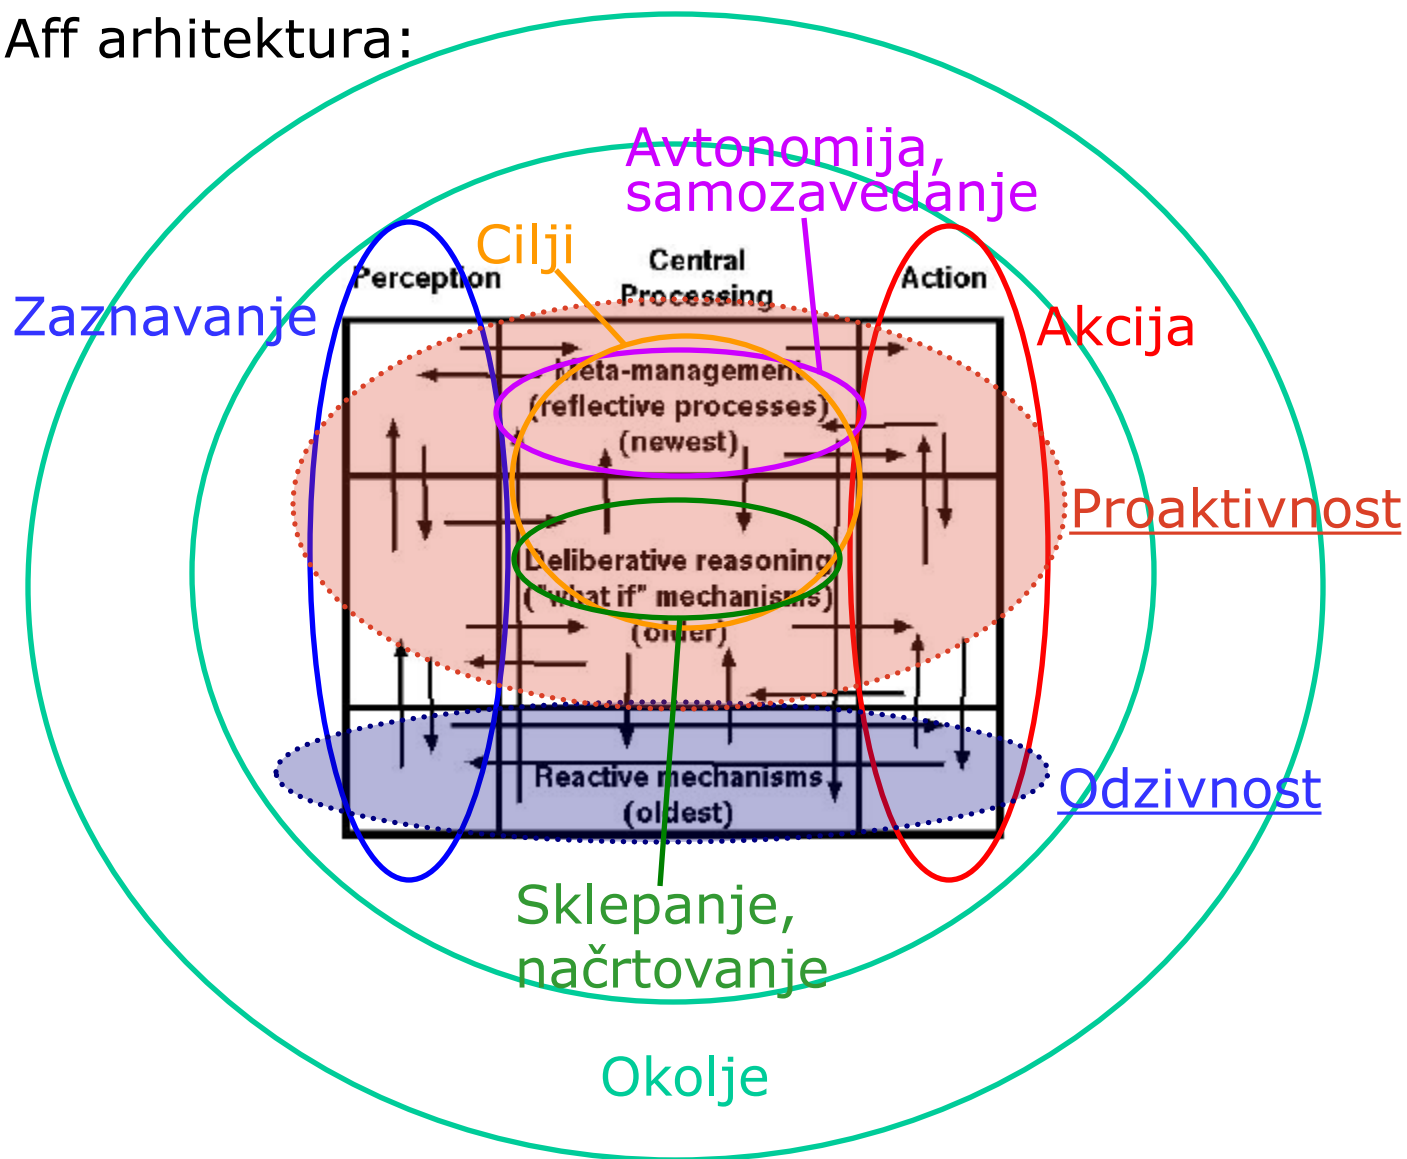 Aff arhitektura:
Avtonomija,
samozavedanje
Cilji
Central
Processing
Perception
Action
Zaznavanje
Akcija
Meta-management
(reflective processes)
(newest)
Proaktivnost
Deliberative reasoning
("what if" mechanisms)
(older)
Reactive mechanisms
(oldest)
Odzivnost
Sklepanje,
načrtovanje
Okolje